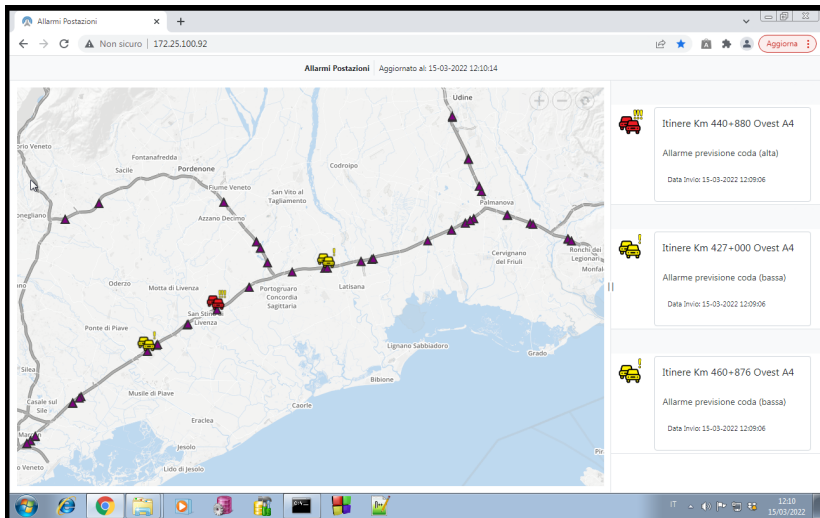 Allarmi Postazioni
Non sicuro | 172.25.100.92
Aggiorna
Allarmi Postazioni Aggiornato al: 15-03-2022 12:10:14
Udine
orio Veneto
Fontanafredda
Sacile
Pordenone
Codroipo
Fiume Veneto
San Vito al
Tagliamento
Palmanova
onegliano
Azzano Decimo
Cervignano
del Friuli
Ronchi dei
Legionari
Monfal
Oderzo
Motta di Livenza
Portogruaro
Concordia
Sagittaria
Latisana
San Stino di
Livenza
Ponte di Piave
Lignano Sabbiadoro
Grado
Silea
Bibione
Musile di Piave
Casale sul
Sile
Caorle
Eraclea
Jesolo
Lido di Jesolo
o Veneto
Itinere Km 440+880 Ovest A4
Allarme previsione coda (alta)
Data Invio: 15-03-2022 12:09:06
Itinere Km 427+000 Ovest A4
Allarme previsione coda (bassa)
Data Invio: 15-03-2022 12:09:06
Itinere Km 460+876 Ovest A4
Allarme previsione coda (bassa)
Data Invio: 15-03-2022 12:09:06
IT
12:10
15/03/2022